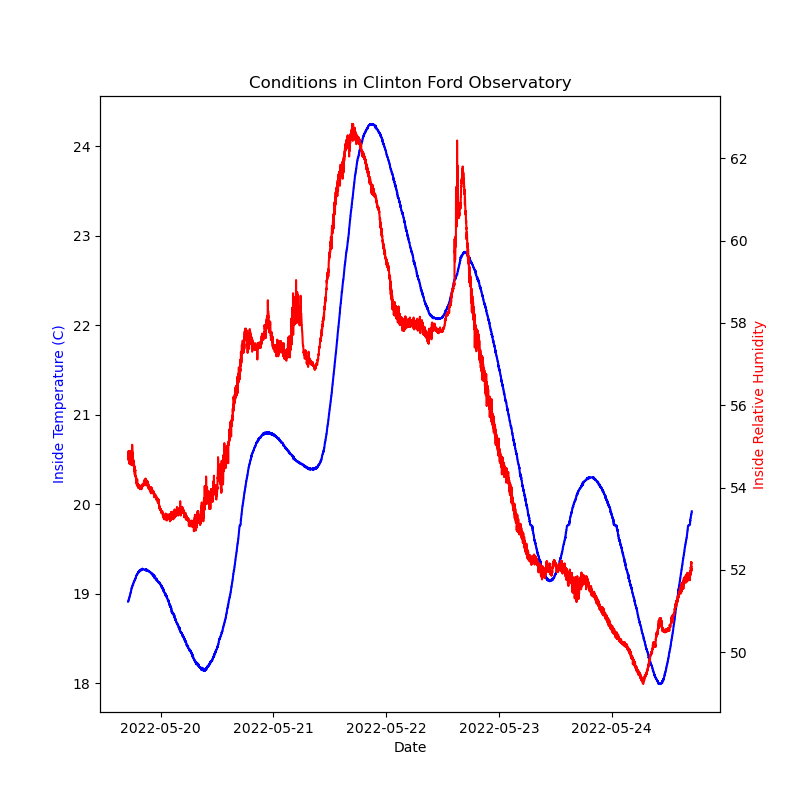 Conditions in Clinton Ford Observatory
24
23
22
21
20
19
18
Inside Temperature (C)
62
60
58
56
54
52
50
Inside Relative Humidity
2022-05-20 2022-05-21 2022-05-22 2022-05-23 2022-05-24
Date